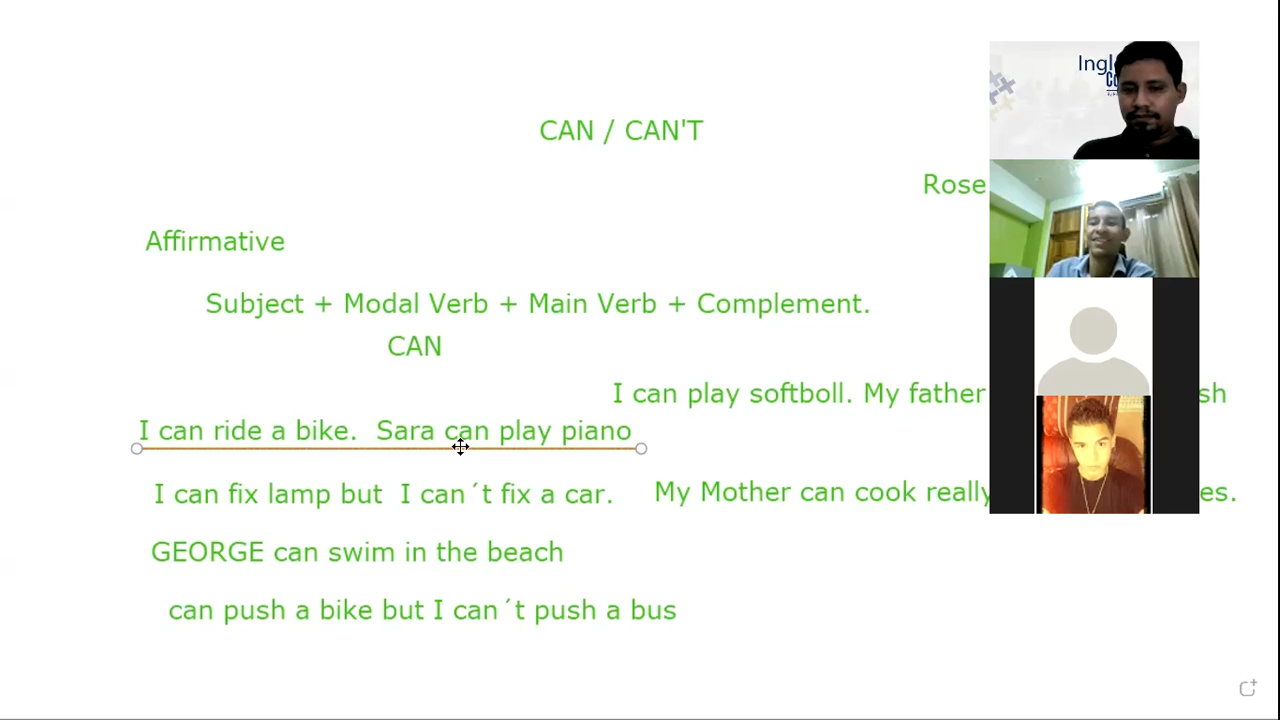 CAN / CAN'T
Rose
Affirmative
Subject + Modal Verb + Main Verb + Complement.
CAN
I can play softboll. My father
I can ride a bike.  Sara can play piano
I can fix lamp but  I can´t fix a car.
My Mother can cook really
GEORGE can swim in the beach
can push a bike but I can´t push a bus